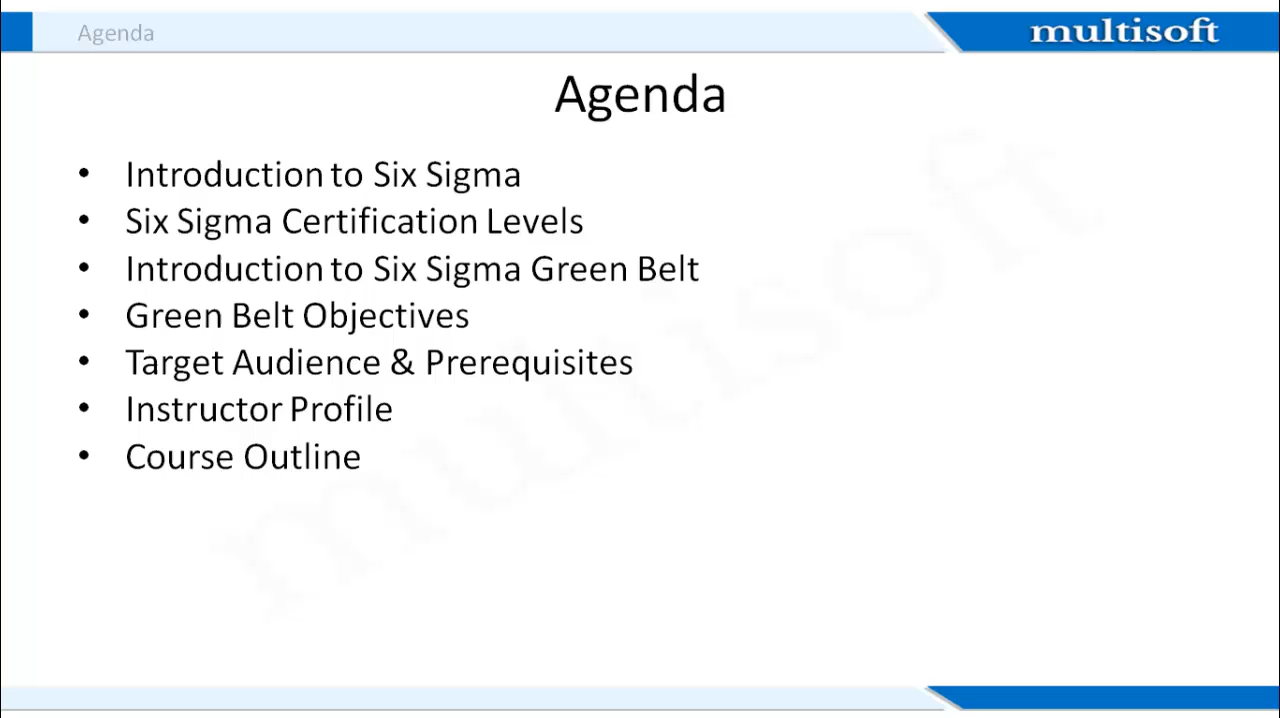 Agenda
multisoft
Agenda
• Introduction to Six Sigma
• Six Sigma Certification Levels
• Introduction to Six Sigma Green Belt
• Green Belt Objectives
• Target Audience & Prerequisites
• Instructor Profile
• Course Outline
multisoft